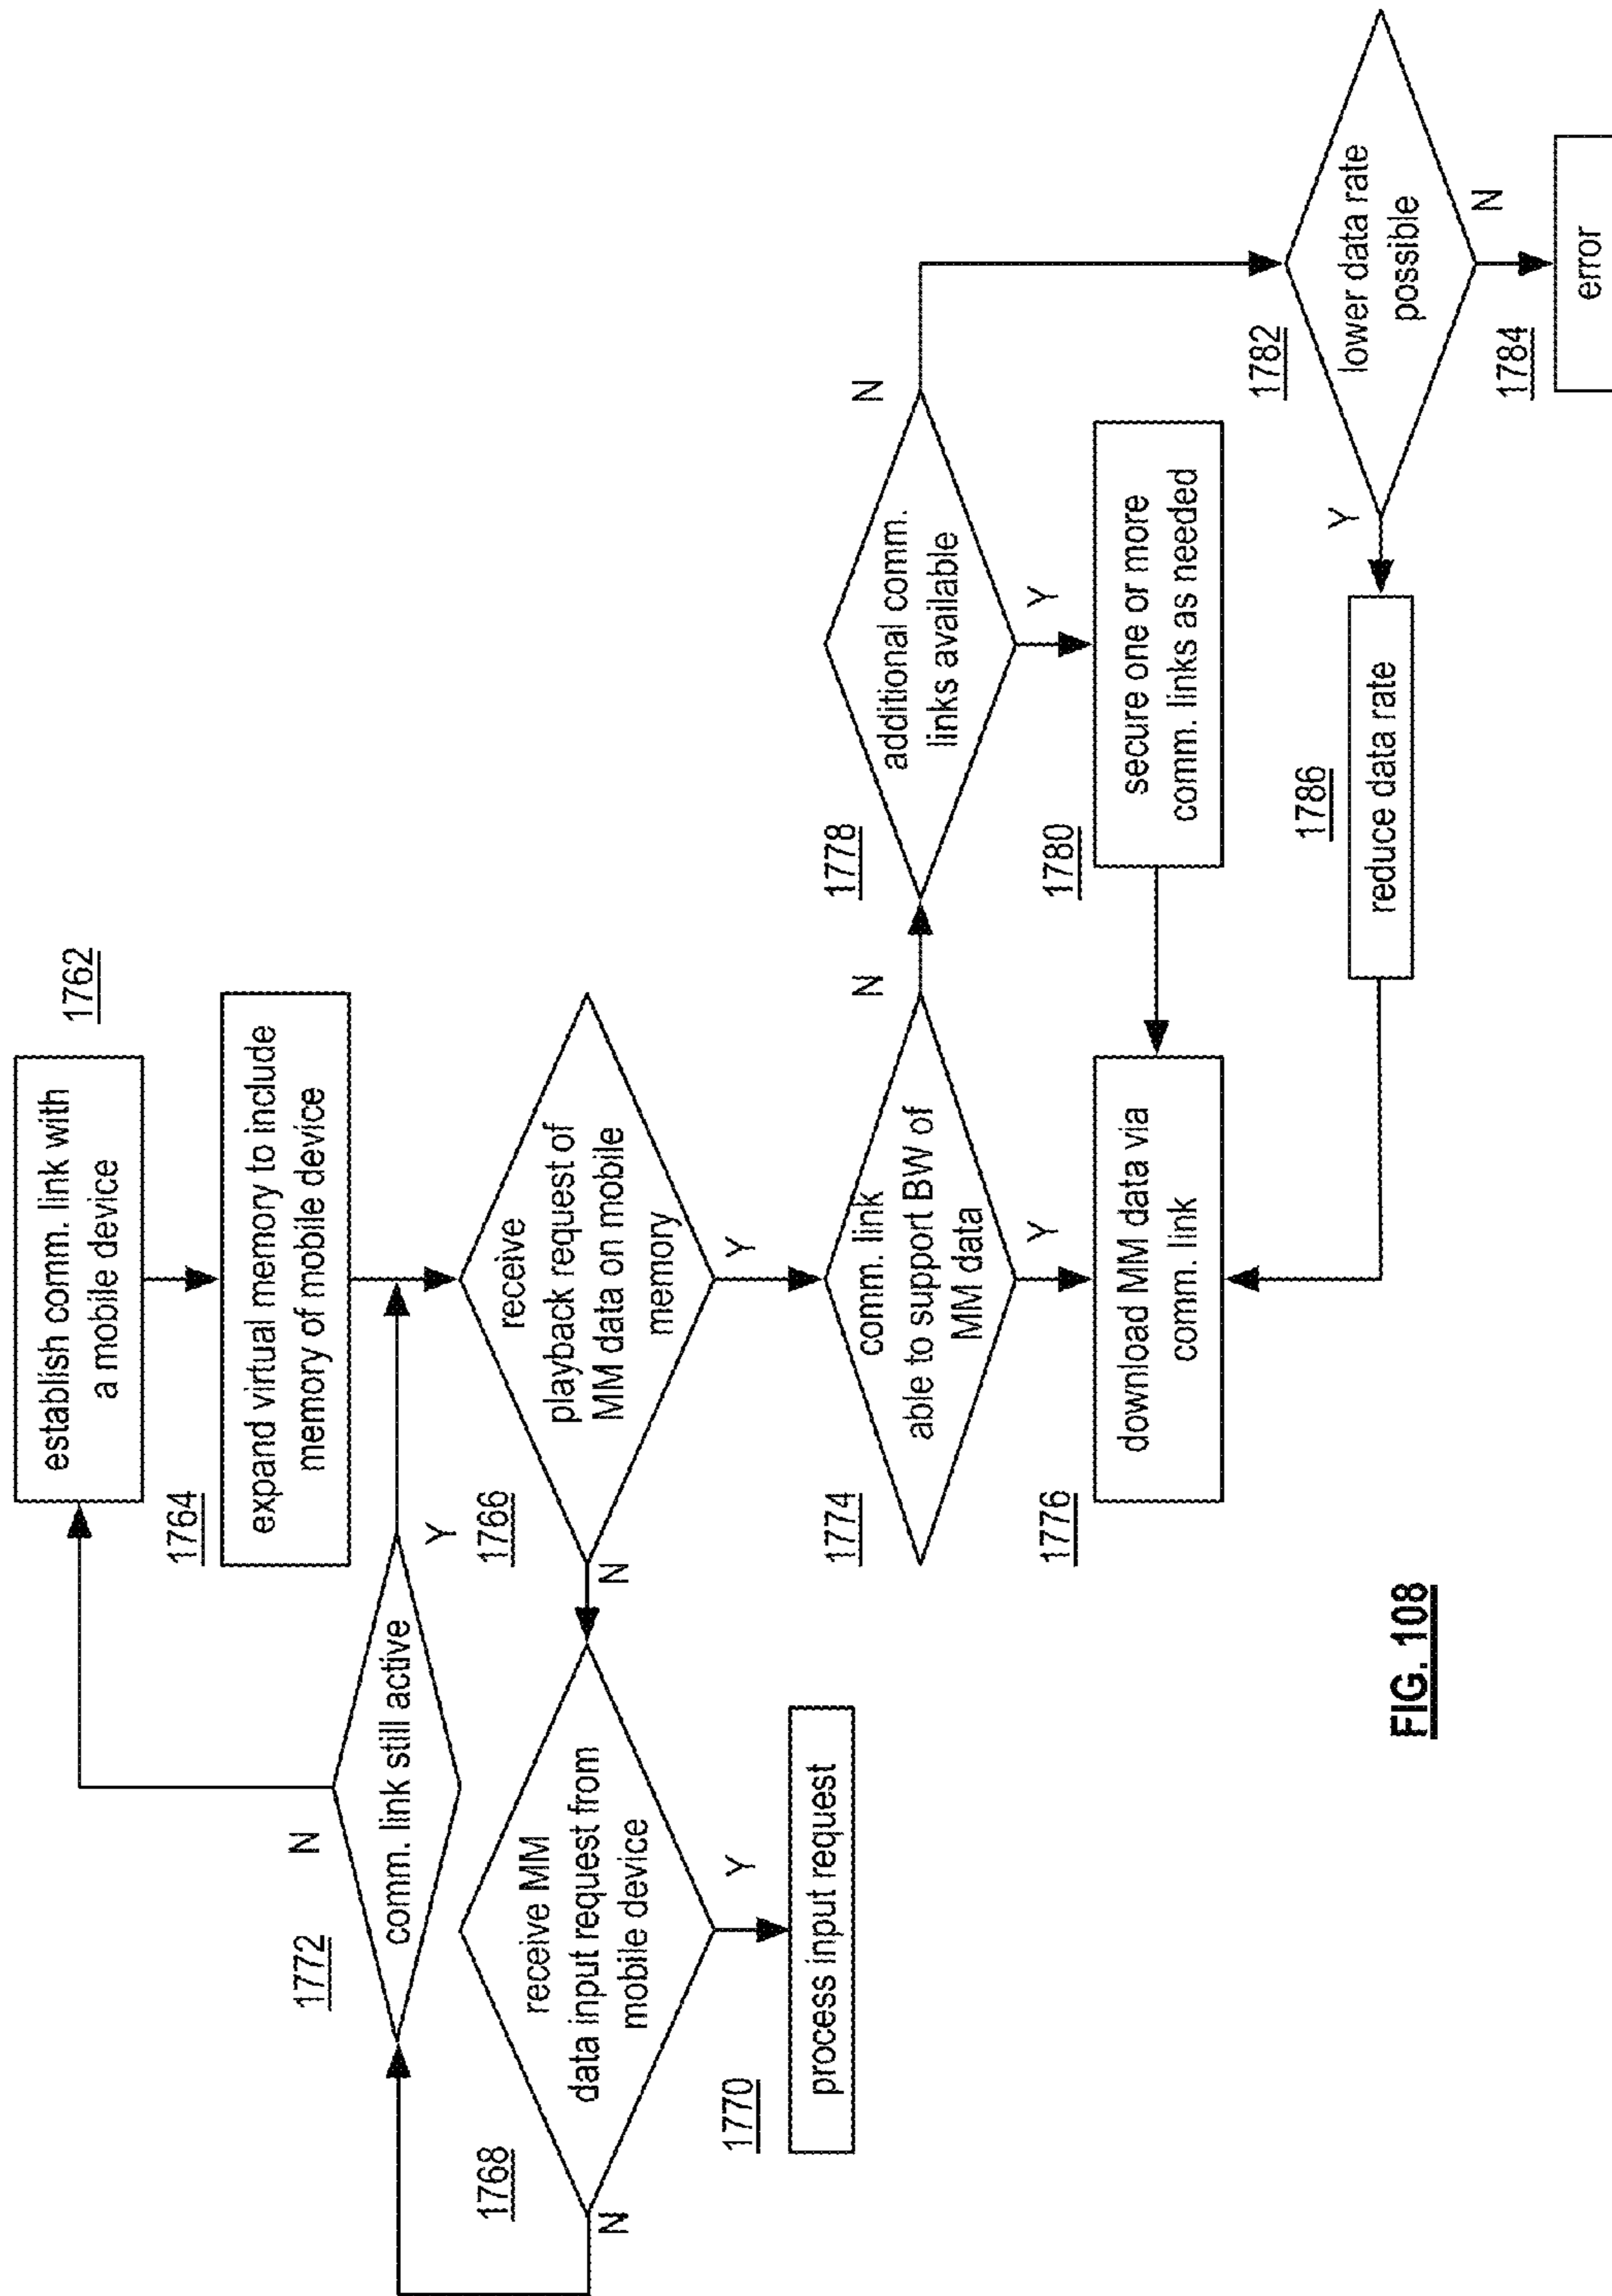 1762
establish comm. link with
a mobile device
1764
expand virtual memory to include
memory of mobile device
1772
comm. link still active
N
Y
1766
receive
playback request of
MM data on mobile
memory
N
Y
1768
receive MM
data input request from
mobile device
N
Y
1770
process input request
1774
comm. link
able to support BW of
MM data
N
Y
1776
download MM data via
comm. link
1778
additional comm.
links available
N
Y
1780
secure one or more
comm. links as needed
1782
lower data rate
possible
Y
N
1784
error
1786
reduce data rate
FIG. 108